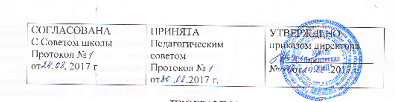 СОГЛАСОВАНА
С Советом школы
Протокол № 1
от 24.08.2017 г
ПРИНЯТА
Педагогическим
советом
Протокол № 1
от 30.08.2017 г.
УТВЕРЖДЕНО
приказом директора
№
2017 г.